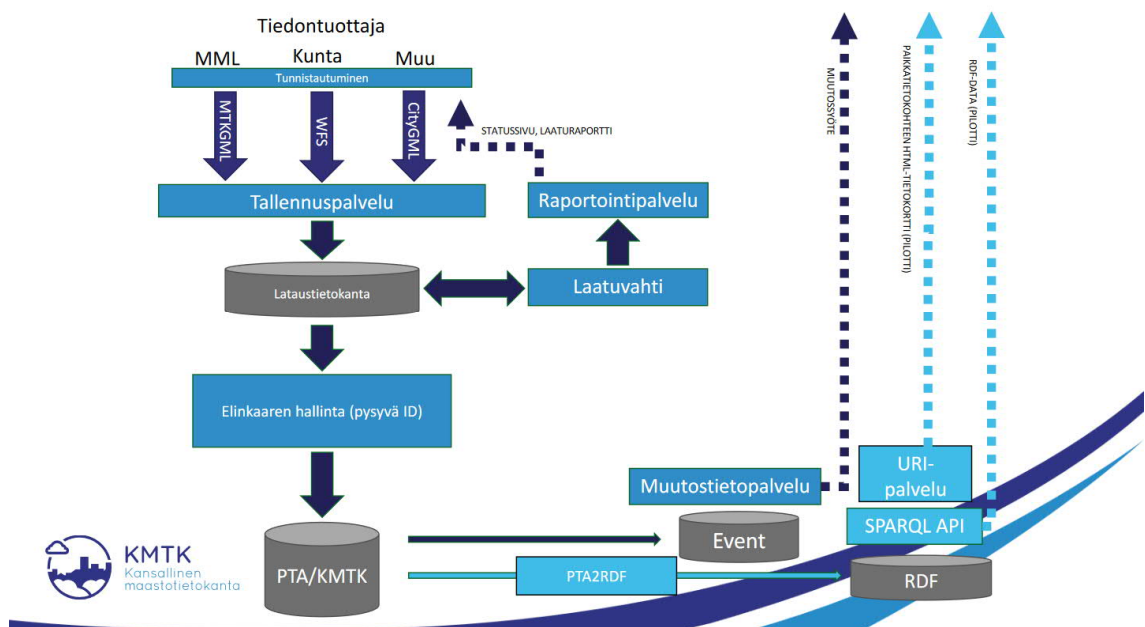 Tiedontuottaja
MML Kunta Muu
Tunnistautuminen
MTKGML
WFS
CityGML
STATUSSIVU, LAATURAPORTTI
Tallennuspalvelu
Raportointipalvelu
Lataustietokanta
Laatuvahti
Elinkaaren hallinta (pysyvä ID)
MUUTOSSYÖTE
PAIKKATIETOKOHTEEN HTML-TIETOKORTTI (PILOTTI)
RDF-DATA (PILOTTI)
Muutostietopalvelu
URI-
palvelu
SPARQL API
Event
PTA/KMTK
PTA2RDF
RDF
KMTK
Kansallinen
maastotietokanta